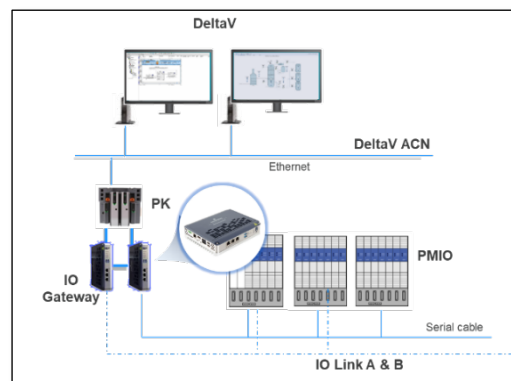 DeltaV
DeltaV ACN
Ethernet
PK
IO
Gateway
PMIO
Serial cable
IO Link A & B